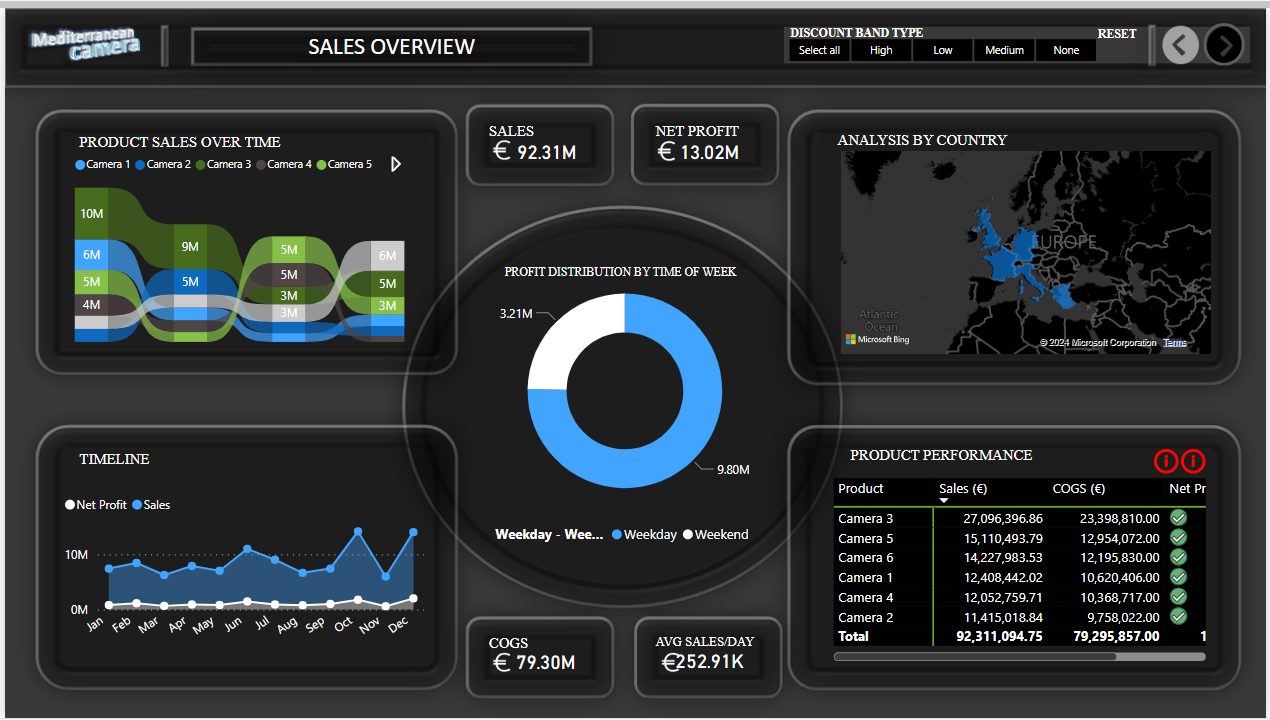 Mediterranean
camera
SALES OVERVIEW
DISCOUNT BAND TYPE
Select all High Low Medium None
RESET
PRODUCT SALES OVER TIME
Camera 1 Camera 2 Camera 3 Camera 4 Camera 5
10M
6M
5M
4M
9M
5M
5M
5M
3M
3M
6M
5M
3M
SALES
€ 92.31M
NET PROFIT
€ 13.02M
ANALYSIS BY COUNTRY
EUROPE
Atlantic
Ocean
Microsoft Bing
© 2024 Microsoft Corporation Terms
PROFIT DISTRIBUTION BY TIME OF WEEK
3.21M
9.80M
Weekday - Wee... Weekday Weekend
TIMELINE
Net Profit Sales
10M
0M
Jan Feb Mar Apr May Jun Jul Aug Sep Oct Nov Dec
COGS
€ 79.30M
AVG SALES/DAY
€252.91K
PRODUCT PERFORMANCE
Product Sales (€) COGS (€) Net Pr
Camera 3 27,096,396.86 23,398,810.00
Camera 5 15,110,493.79 12,954,072.00
Camera 6 14,227,983.53 12,195,830.00
Camera 1 12,408,442.02 10,620,406.00
Camera 4 12,052,759.71 10,368,717.00
Camera 2 11,415,018.84 9,758,022.00
Total 92,311,094.75 79,295,857.00 1